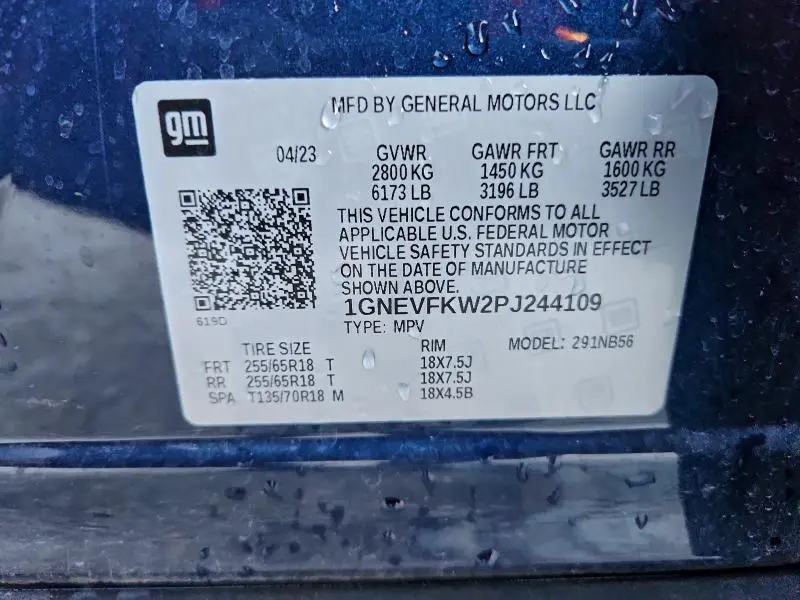 gm
MFD BY GENERAL MOTORS LLC
04/23 GVWR GAWR FRT GAWR RR
2800 KG 1450 KG 1600 KG
6173 LB 3196 LB 3527 LB
THIS VEHICLE CONFORMS TO ALL
APPLICABLE U.S. FEDERAL MOTOR
VEHICLE SAFETY STANDARDS IN EFFECT
ON THE DATE OF MANUFACTURE
SHOWN ABOVE.
1GNEVFKW2PJ244109
619D
TYPE: MPV
TIRE SIZE RIM MODEL: 291NB56
FRT 255/65R18 T 18X7.5J
RR 255/65R18 T 18X7.5J
SPA T135/70R18 M 18X4.5B